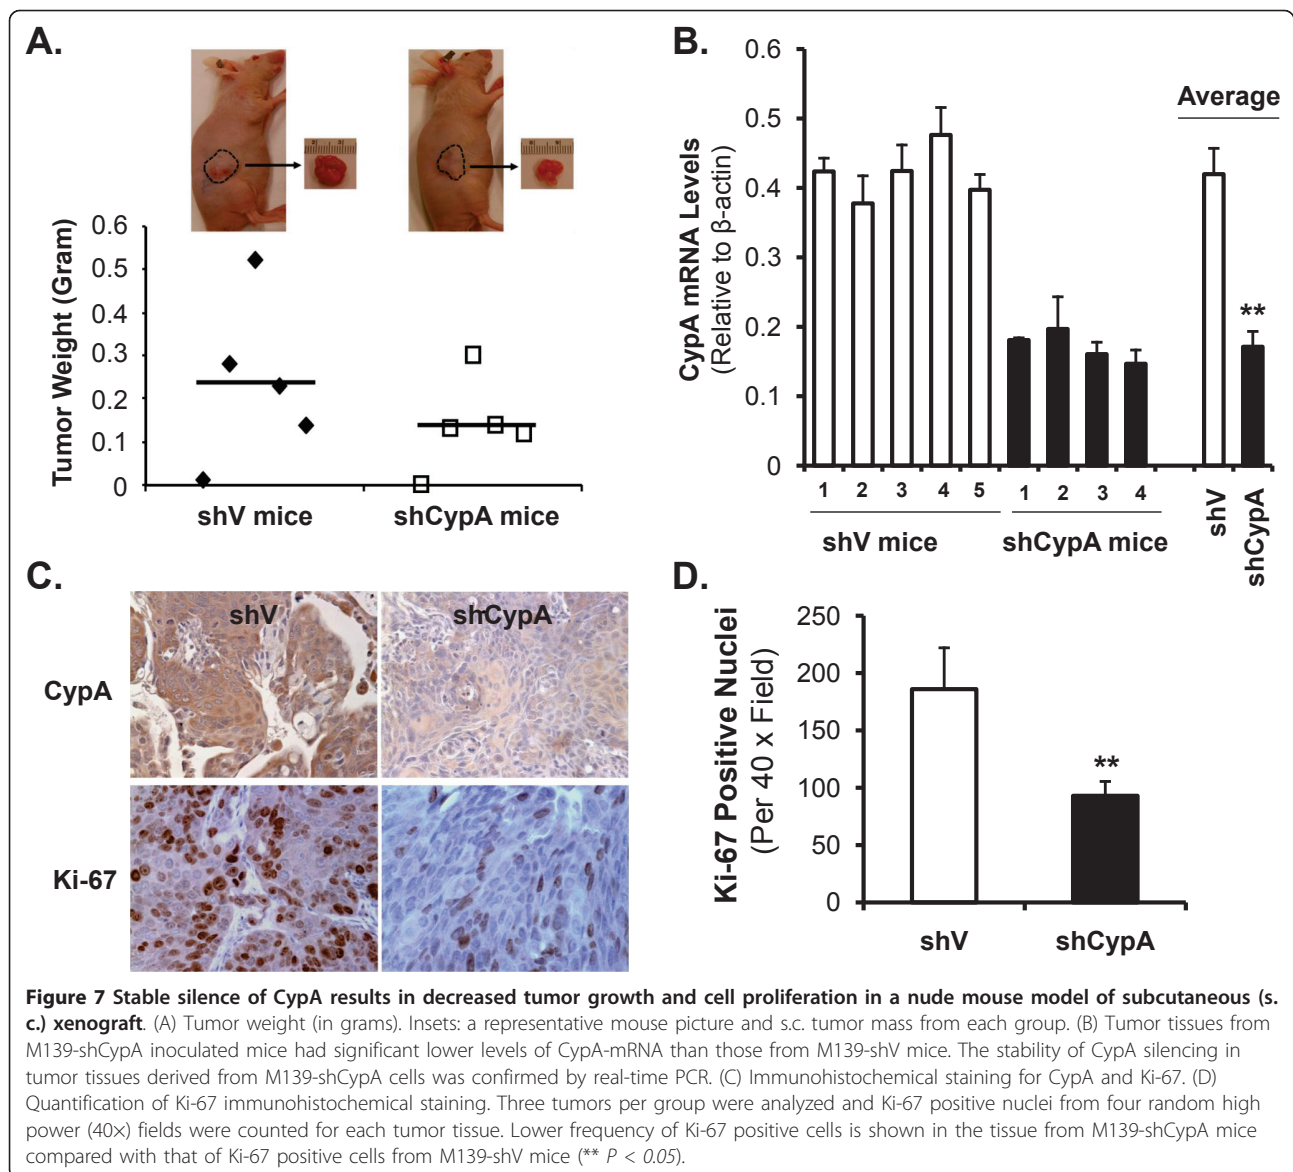 A.
Tumor Weight (Gram)
0.6
0.5
0.4
0.3
0.2
0.1
0
shV mice
shCypA mice
B.
CypA mRNA Levels
(Relative to β-actin)
0.6
0.5
0.4
0.3
0.2
0.1
0
Average
**
1 2 3 4 5 1 2 3 4
shV mice shCypA mice
shV
shCypA
C.
shV shCypA
CypA
Ki-67
D.
Ki-67 Positive Nuclei
(Per 40 x Field)
250
200
150
100
50
0
**
shV shCypA
Figure 7 Stable silence of CypA results in decreased tumor growth and cell proliferation in a nude mouse model of subcutaneous (s.
c.) xenograft. (A) Tumor weight (in grams). Insets: a representative mouse picture and s.c. tumor mass from each group. (B) Tumor tissues from
M139-shCypA inoculated mice had significant lower levels of CypA-mRNA than those from M139-shV mice. The stability of CypA silencing in
tumor tissues derived from M139-shCypA cells was confirmed by real-time PCR. (C) Immunohistochemical staining for CypA and Ki-67. (D)
Quantification of Ki-67 immunohistochemical staining. Three tumors per group were analyzed and Ki-67 positive nuclei from four random high
power (40×) fields were counted for each tumor tissue. Lower frequency of Ki-67 positive cells is shown in the tissue from M139-shCypA mice
compared with that of Ki-67 positive cells from M139-shV mice (** P < 0.05).